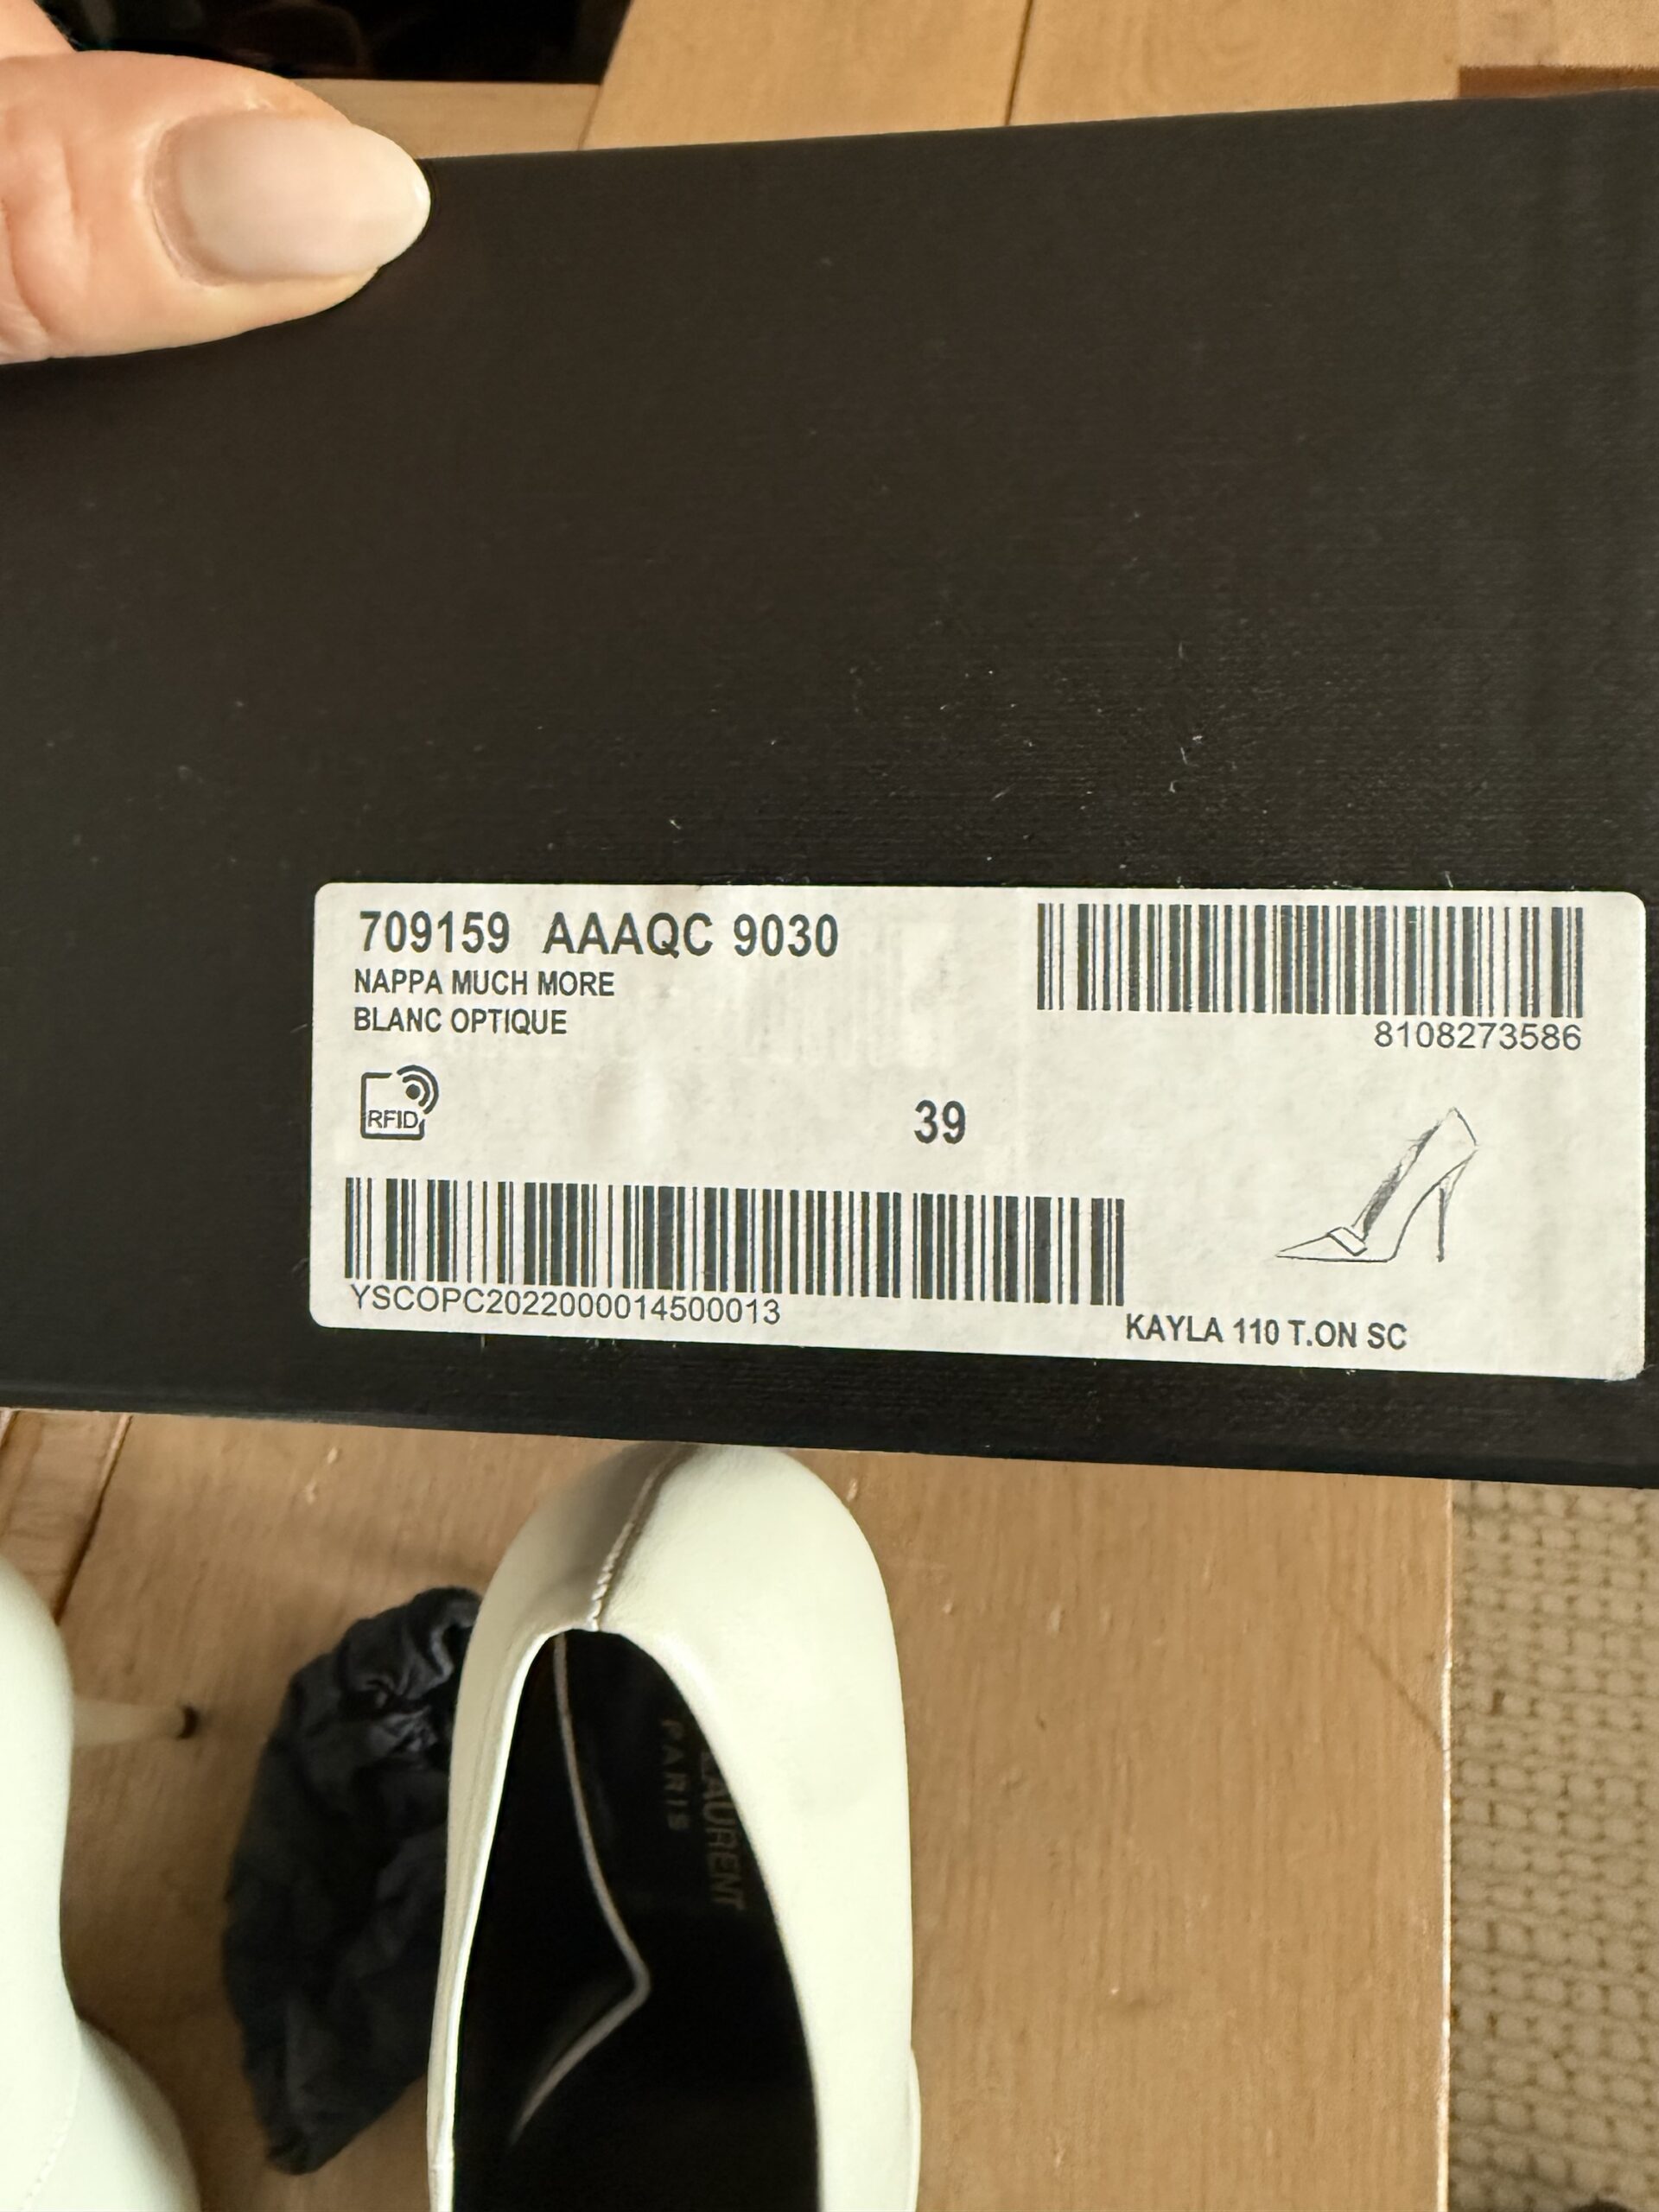 709159 AAAQC 9030
NAPPA MUCH MORE
BLANC OPTIQUE
8108273586
RFID
39
YSCOPC2022000014500013
KAYLA 110 T.ON SC
LAURENT
PARIS